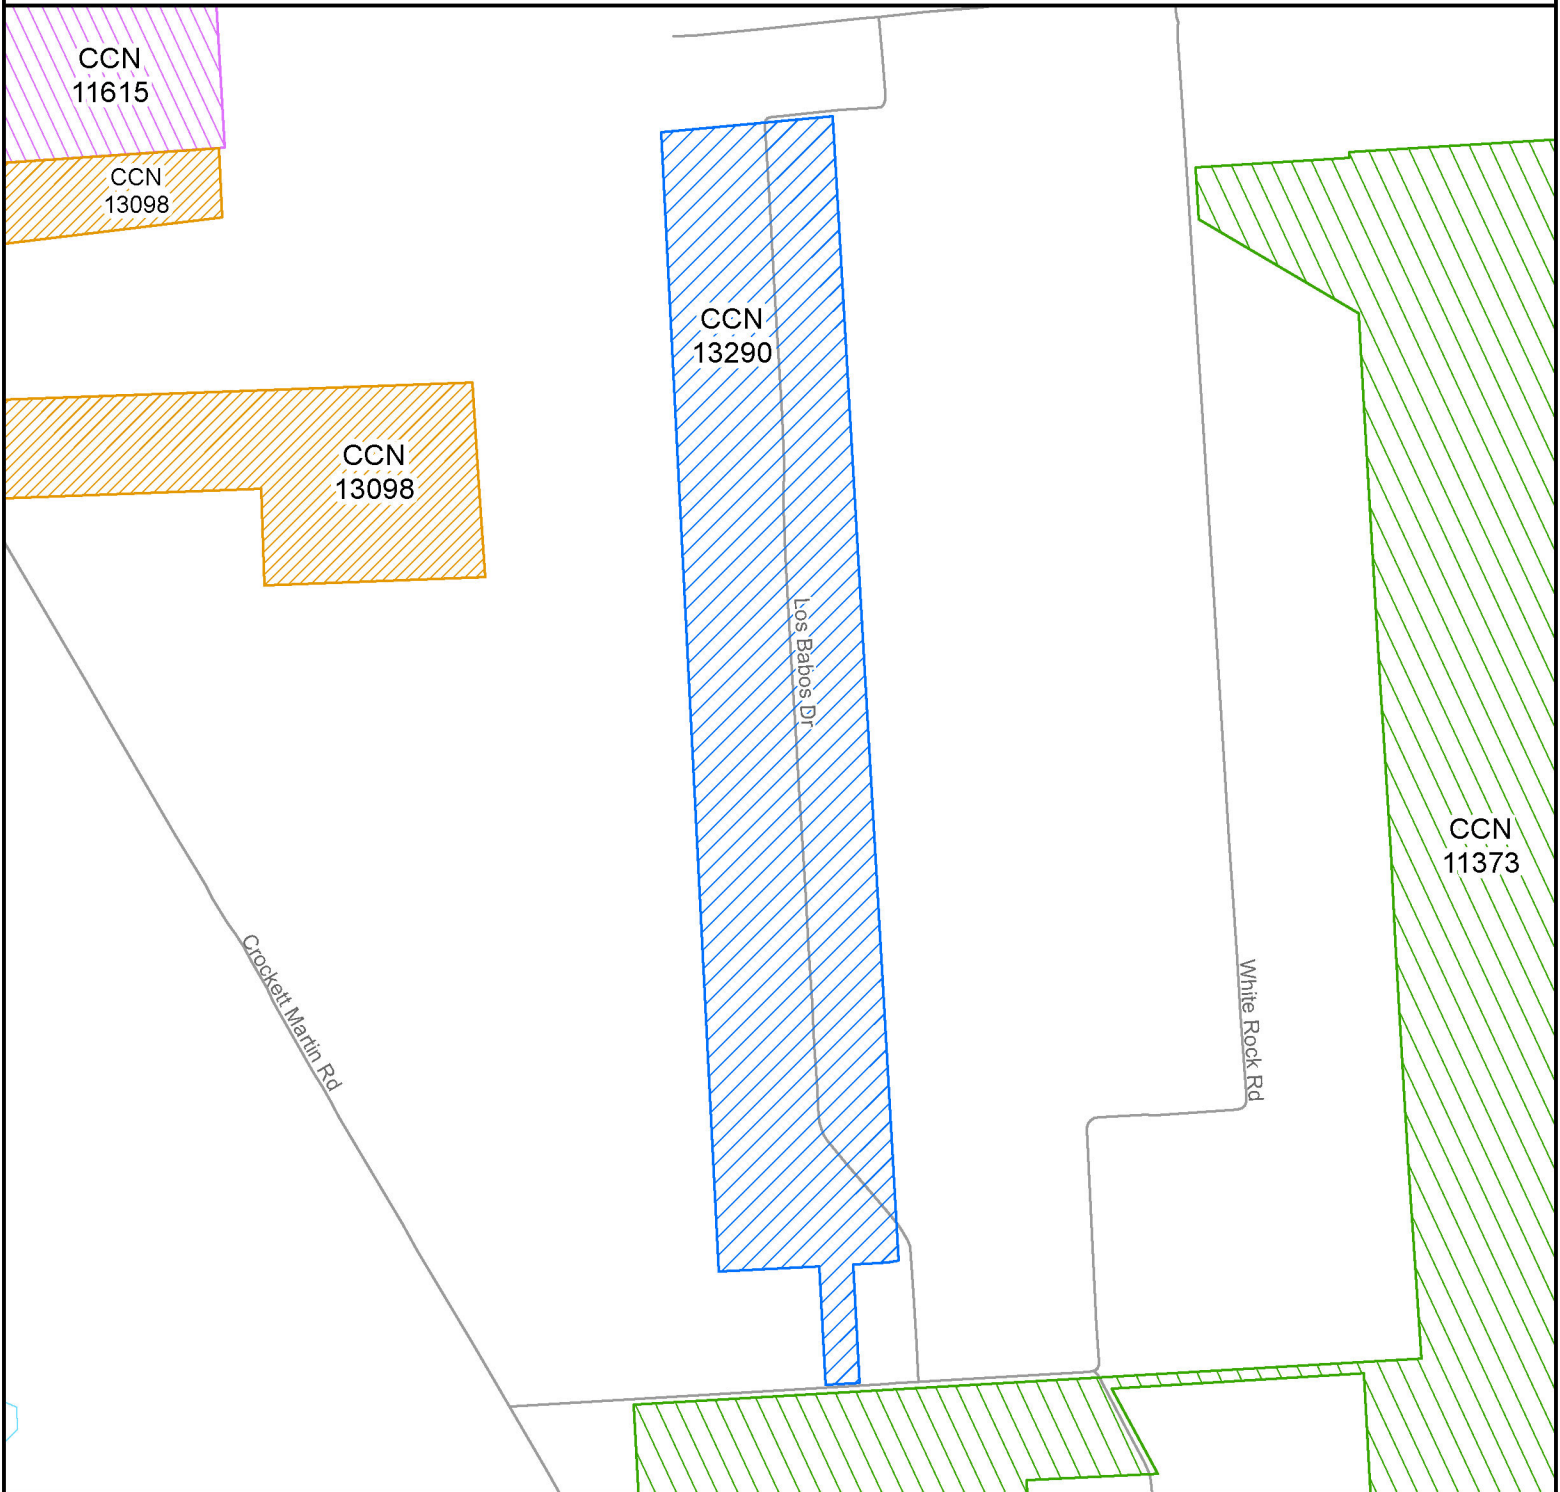 CCN
11615
CCN
13098
CCN
13290
CCN
13098
Los Babos Dr
CCN
11373
Crockett Martin Rd
White Rock Rd